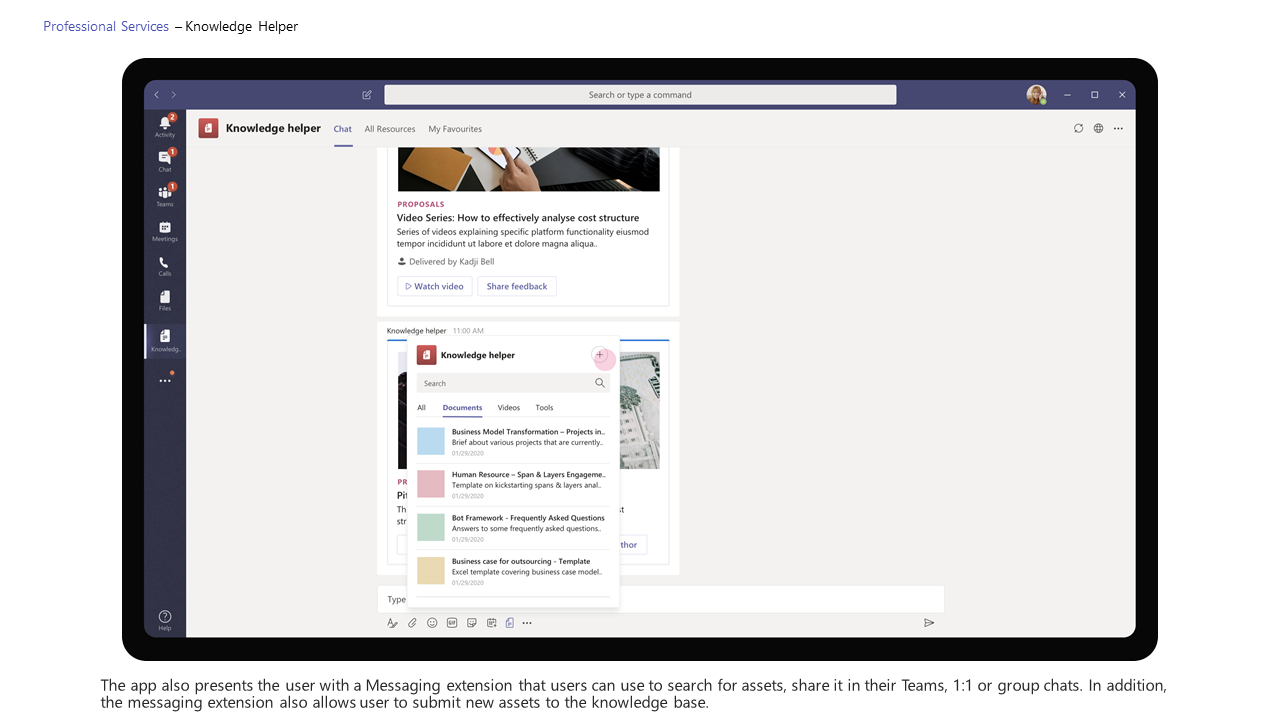 Professional Services – Knowledge Helper
Search or type a command
Activity
2
Chat
1
Teams
1
Meetings
Calls
Files
Knowledg..
Help
Knowledge helper
Chat
All Resources
My Favourites
PROPOSALS
Video Series: How to effectively analyse cost structure
Series of videos explaining specific platform functionality eiusmod
tempor incididunt ut labore et dolore magna aliqua..
Delivered by Kadji Bell
Watch video
Share feedback
Knowledge helper 11:00 AM
Knowledge helper
Search
All
Documents
Videos
Tools
Business Model Transformation – Projects in..
Brief about various projects that are currently..
01/29/2020
Human Resource – Span & Layers Engageme..
Template on kickstarting spans & layers anal..
01/29/2020
Bot Framework - Frequently Asked Questions
Answers to some frequently asked questions..
01/29/2020
Business case for outsourcing - Template
Excel template covering business case model..
01/29/2020
PR
Pit
Th
str
st
thor
Type
GIF
The app also presents the user with a Messaging extension that users can use to search for assets, share it in their Teams, 1:1 or group chats. In addition,
the messaging extension also allows user to submit new assets to the knowledge base.